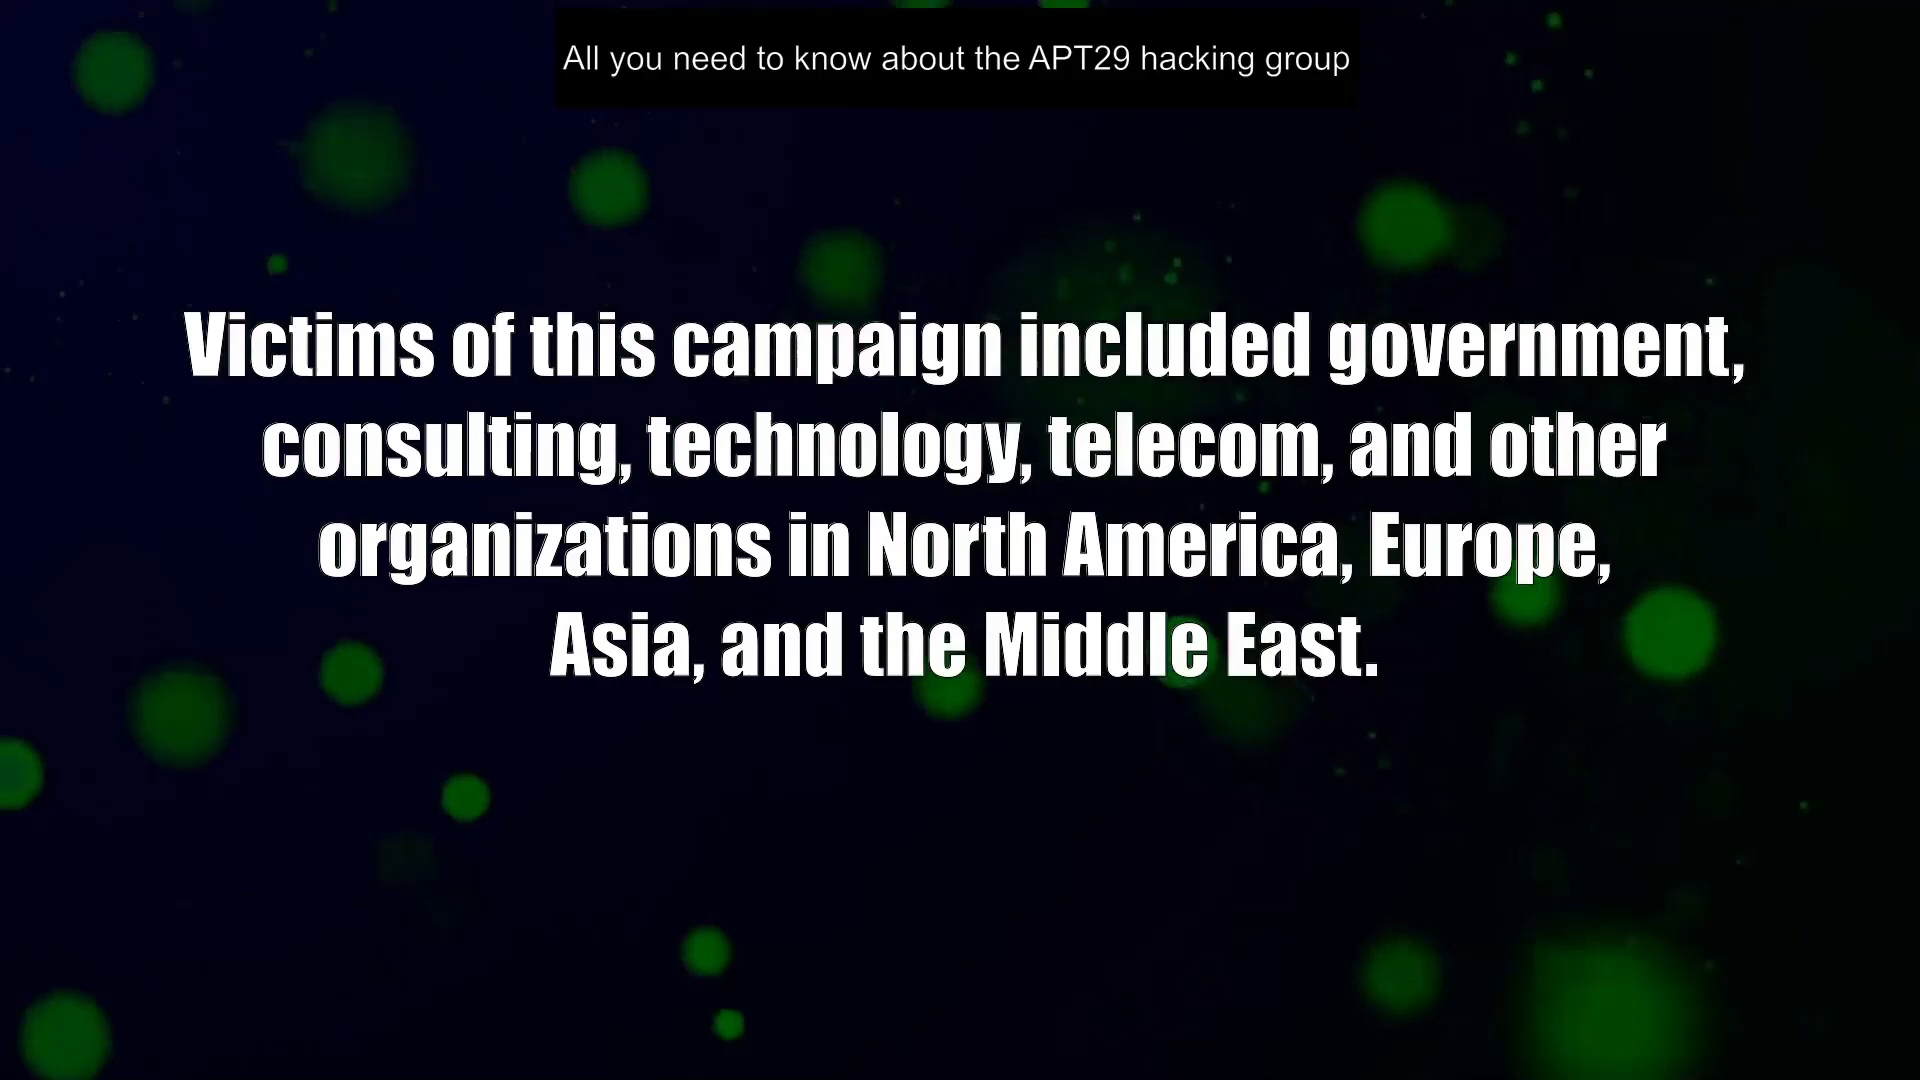 All you need to know about the APT29 hacking group
Victims of this campaign included government,
consulting, technology, telecom, and other
organizations in North America, Europe,
Asia, and the Middle East.